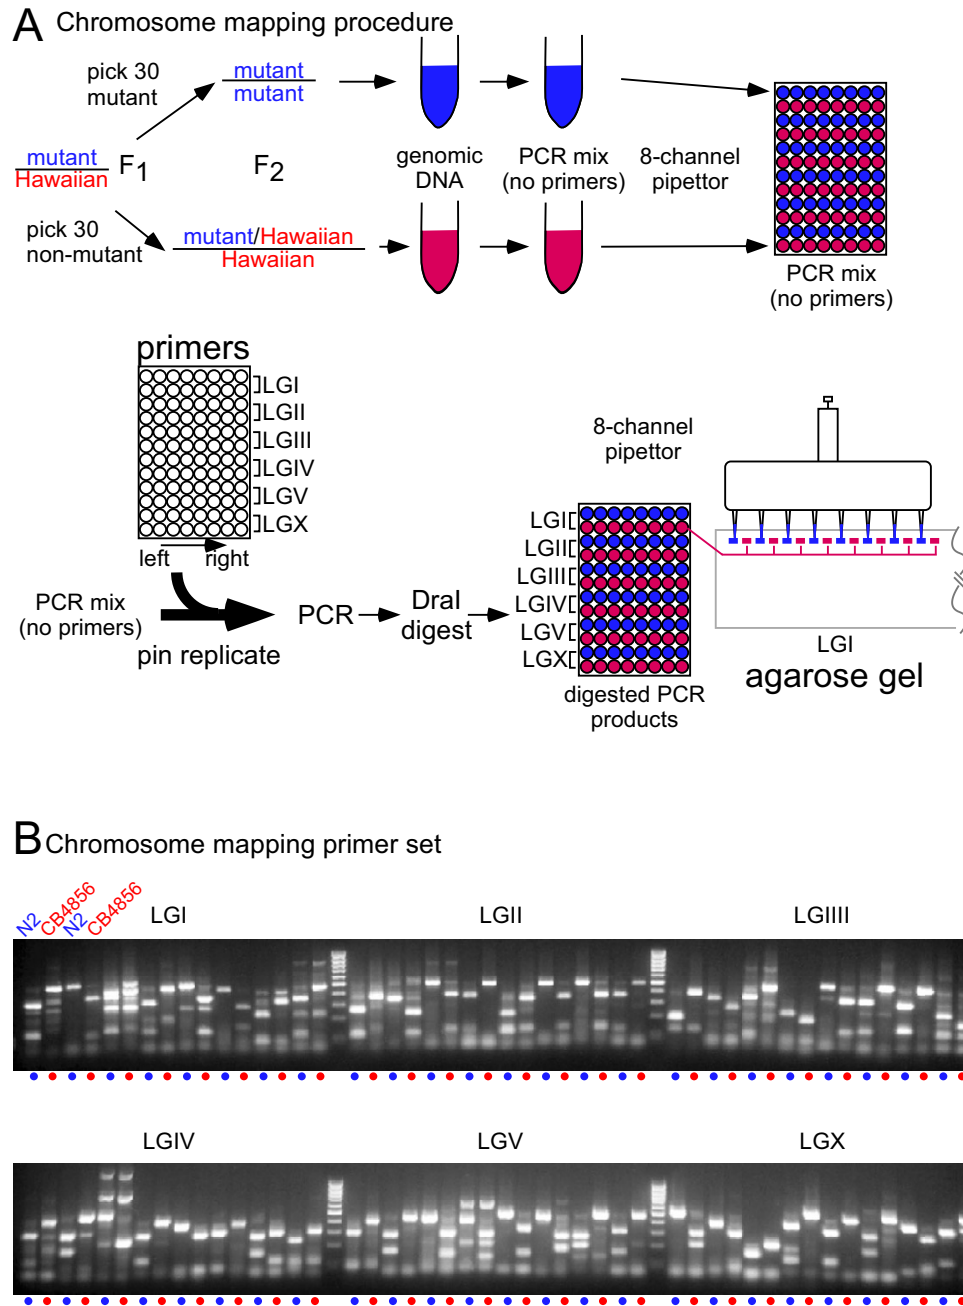 A Chromosome mapping procedure
pick 30
mutant
mutant
mutant
mutant
Hawaiian
F1
F2
genomic
DNA
PCR mix
(no primers)
8-channel
pipettor
pick 30
non-mutant
mutant/Hawaiian
Hawaiian
PCR mix
(no primers)
primers
LGI
LGII
LGIII
LGIV
LGV
LGX
left
right
PCR mix
(no primers)
pin replicate
PCR
DraI
digest
LGI
LGII
LGIII
LGIV
LGV
LGX
digested PCR
products
8-channel
pipettor
LGI
agarose gel
B Chromosome mapping primer set
N2
CB4856
N2
CB4856
LGI
LGII
LGIIII
LGIV
LGV
LGX